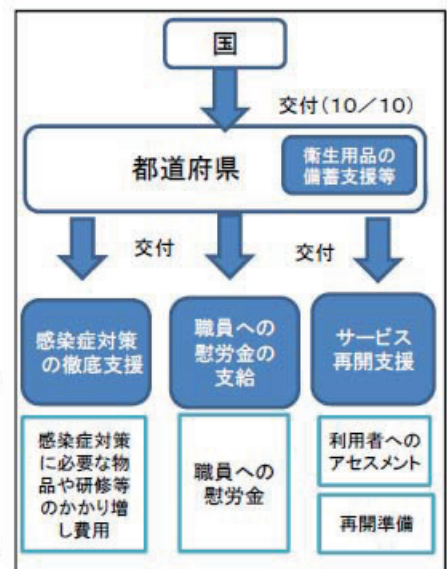 国
交付(10/10)
都道府県
衛生用品の
備蓄支援等
交付
交付
感染症対策
の徹底支援
職員への
慰労金の
支給
サービス
再開支援
感染症対策
に必要な物
品や研修等
のかかり増
し費用
職員への
慰労金
利用者への
アセスメント
再開準備